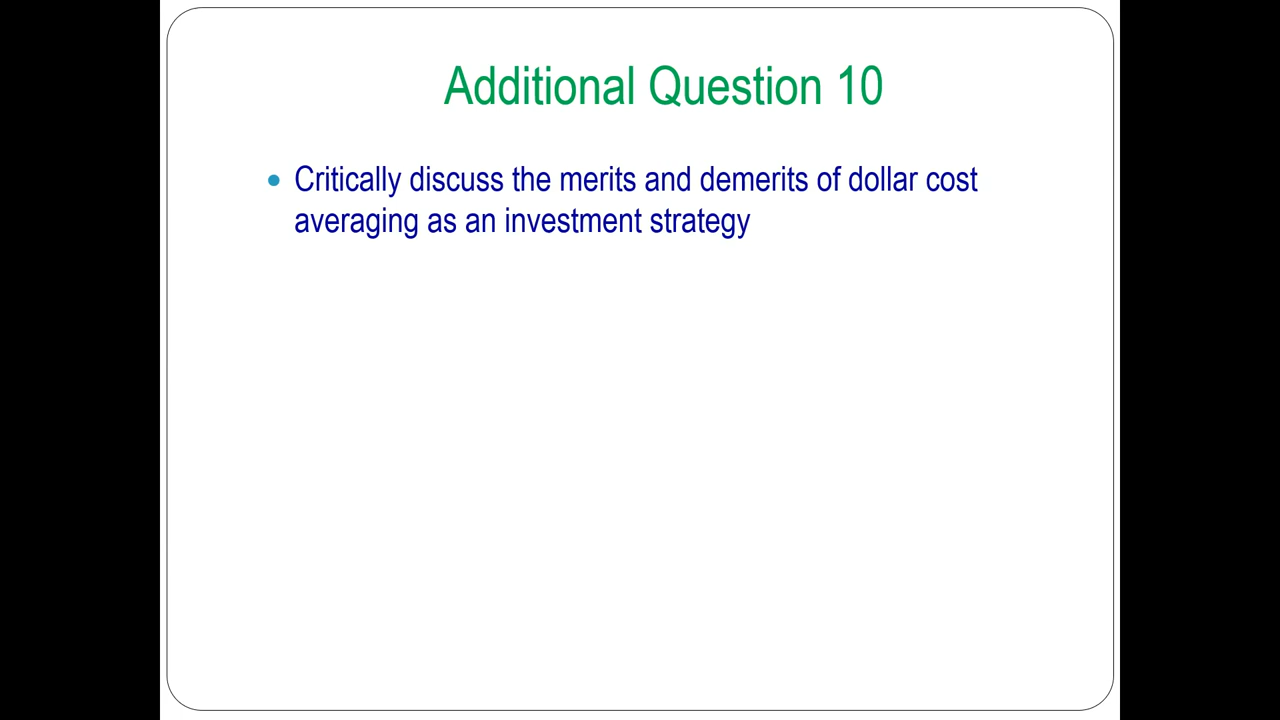 Additional Question 10
• Critically discuss the merits and demerits of dollar cost
averaging as an investment strategy